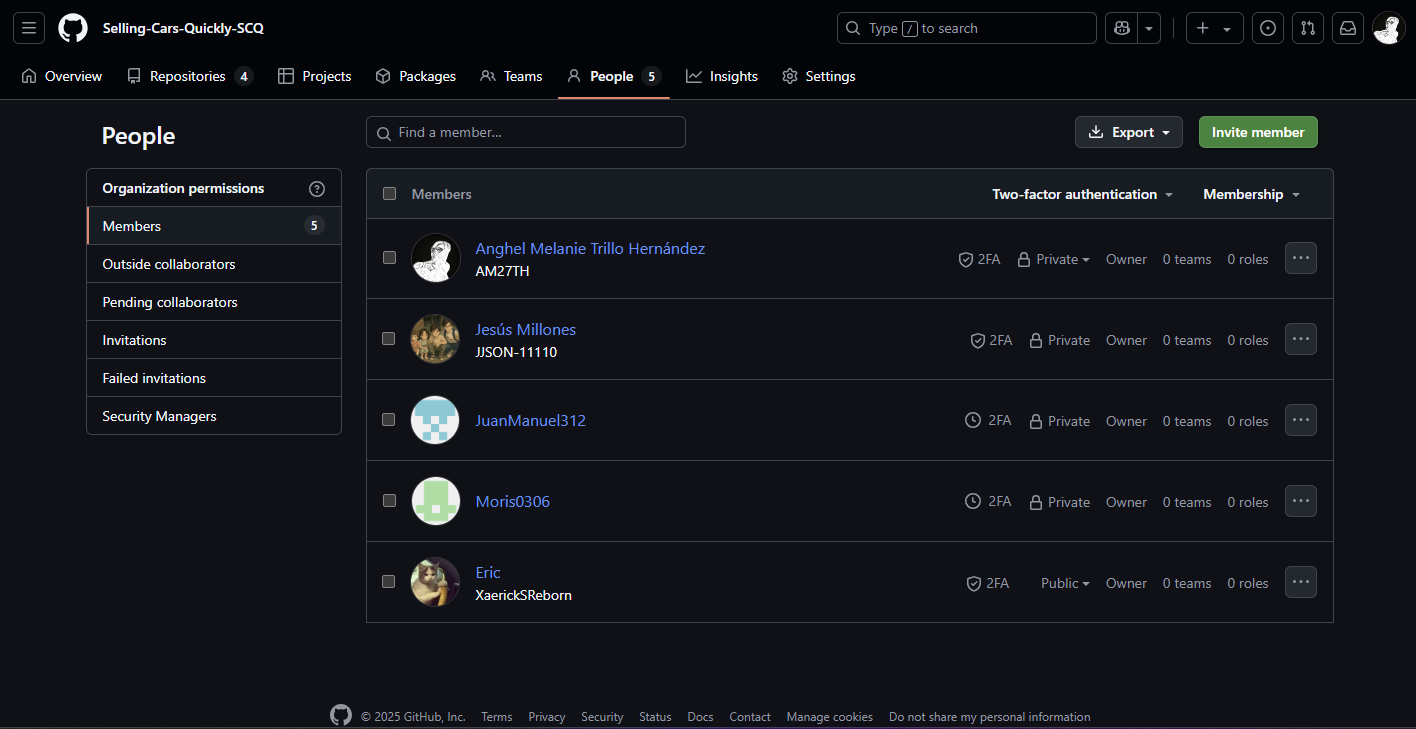 Selling-Cars-Quickly-SCQ
Type / to search
Overview
Repositories 4
Projects
Packages
Teams
People 5
Insights
Settings
People
Find a member...
Export
Invite member
Organization permissions
Members 5
Outside collaborators
Pending collaborators
Invitations
Failed invitations
Security Managers
Members
Two-factor authentication
Membership
Anghel Melanie Trillo Hernández
AM27TH
2FA Private Owner 0 teams 0 roles
Jesús Millones
JJSON-11110
2FA Private Owner 0 teams 0 roles
JuanManuel312
2FA Private Owner 0 teams 0 roles
Moris0306
2FA Private Owner 0 teams 0 roles
Eric
XaerickSReborn
2FA Public Owner 0 teams 0 roles
© 2025 GitHub, Inc. Terms Privacy Security Status Docs Contact Manage cookies Do not share my personal information